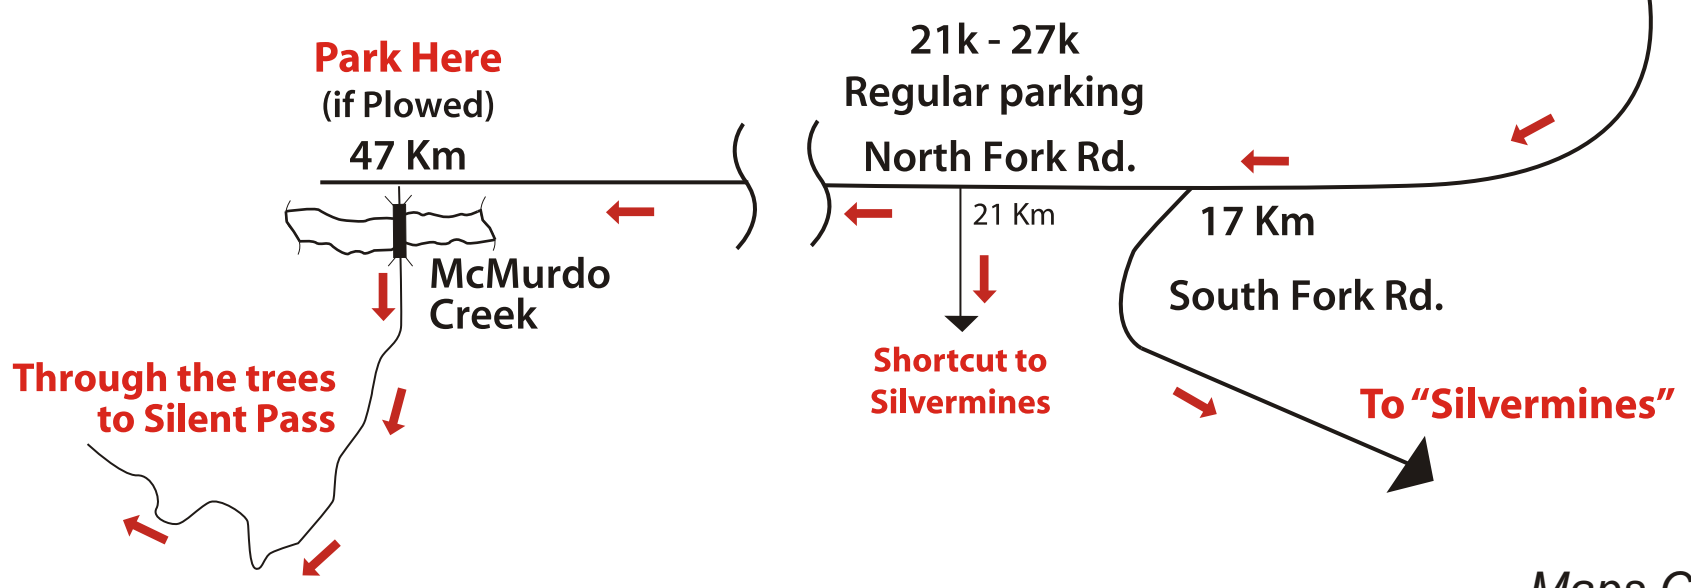 21k - 27k
Regular parking
North Fork Rd.
Park Here
(if Plowed)
47 Km
21 Km
17 Km
McMurdo
Creek
South Fork Rd.
Shortcut to
Silvermines
Through the trees
to Silent Pass
To “Silvermines”